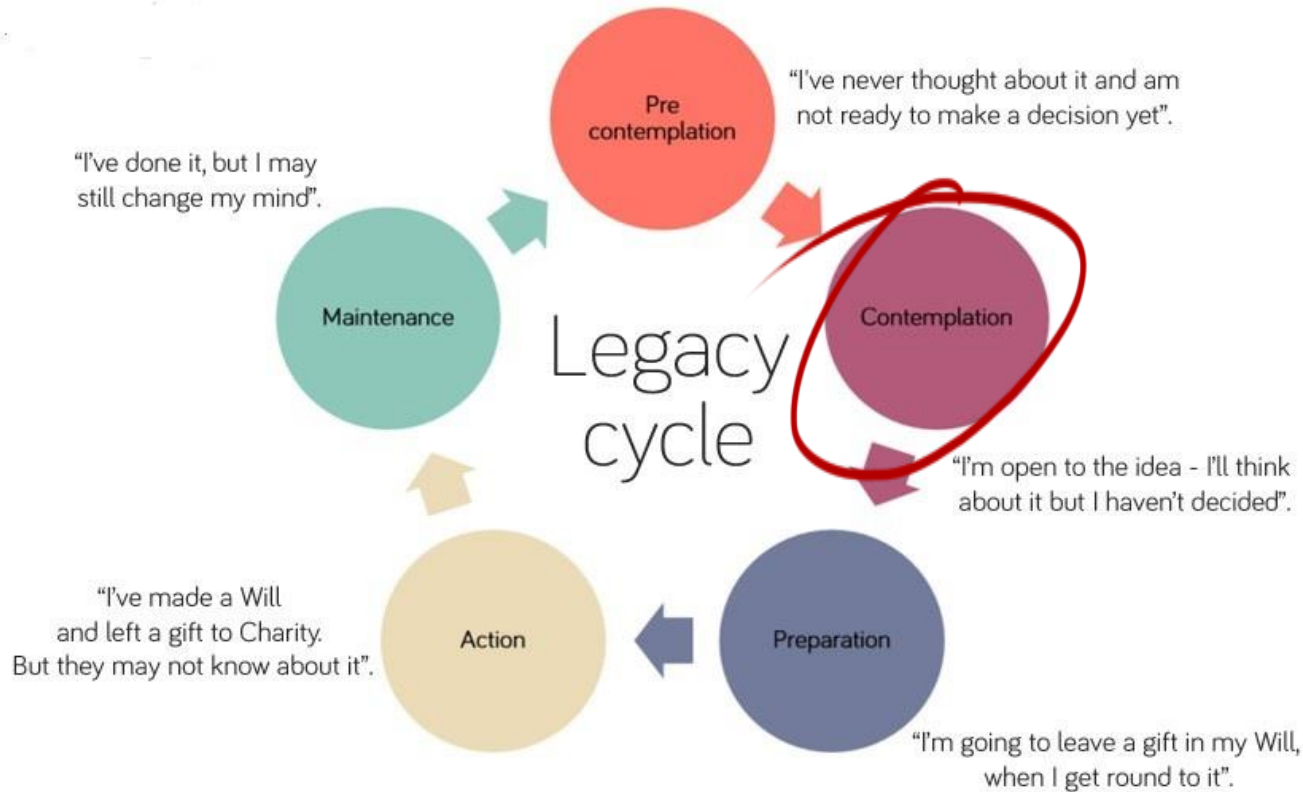 Pre
contemplation
“I've never thought about it and am
not ready to make a decision yet”.
Contemplation
“I’m open to the idea - I’ll think
about it but I haven’t decided”.
Preparation
“I’m going to leave a gift in my Will,
when I get round to it”.
Action
“I’ve made a Will
and left a gift to Charity.
But they may not know about it”.
Maintenance
“I’ve done it, but I may
still change my mind”.
Legacy
cycle